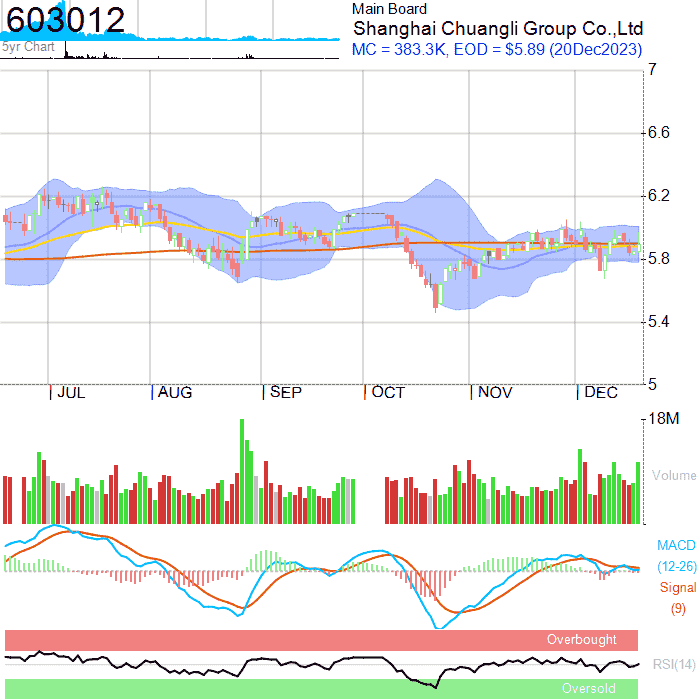 603012
5yr Chart
Main Board
Shanghai Chuangli Group Co.,Ltd
MC = 383.3K, EOD = $5.89 (20Dec2023)
7
6.6
6.2
5.8
5.4
5
JUL AUG SEP OCT NOV DEC
18M
Volume
MACD
(12-26)
Signal
(9)
Overbought
RSI(14)
Oversold